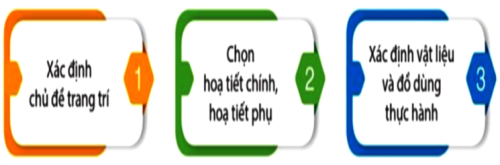 Xác định
chủ đề trang trí
1
Chọn
hoạ tiết chính,
hoạ tiết phụ
2
Xác định vật liệu
và đồ dùng
thực hành
3